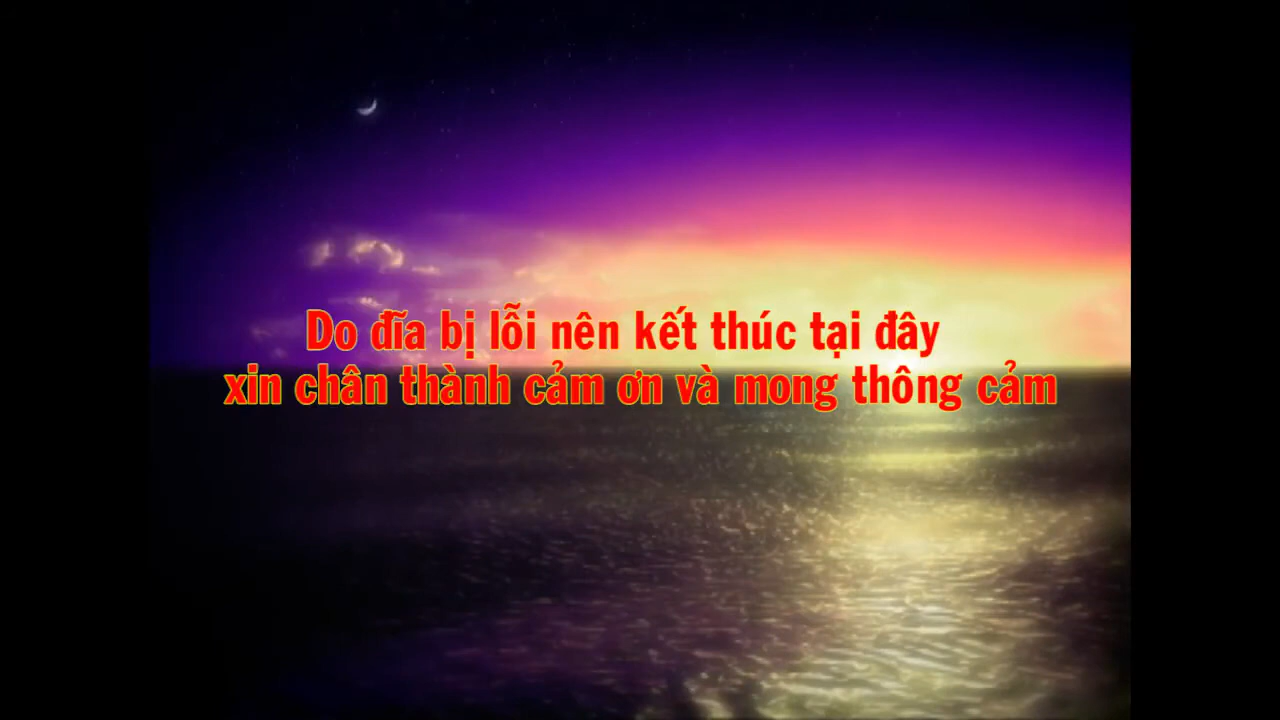 Do đĩa bị lỗi nên kết thúc tại đây
xin chân thành cảm ơn và mong thông cảm